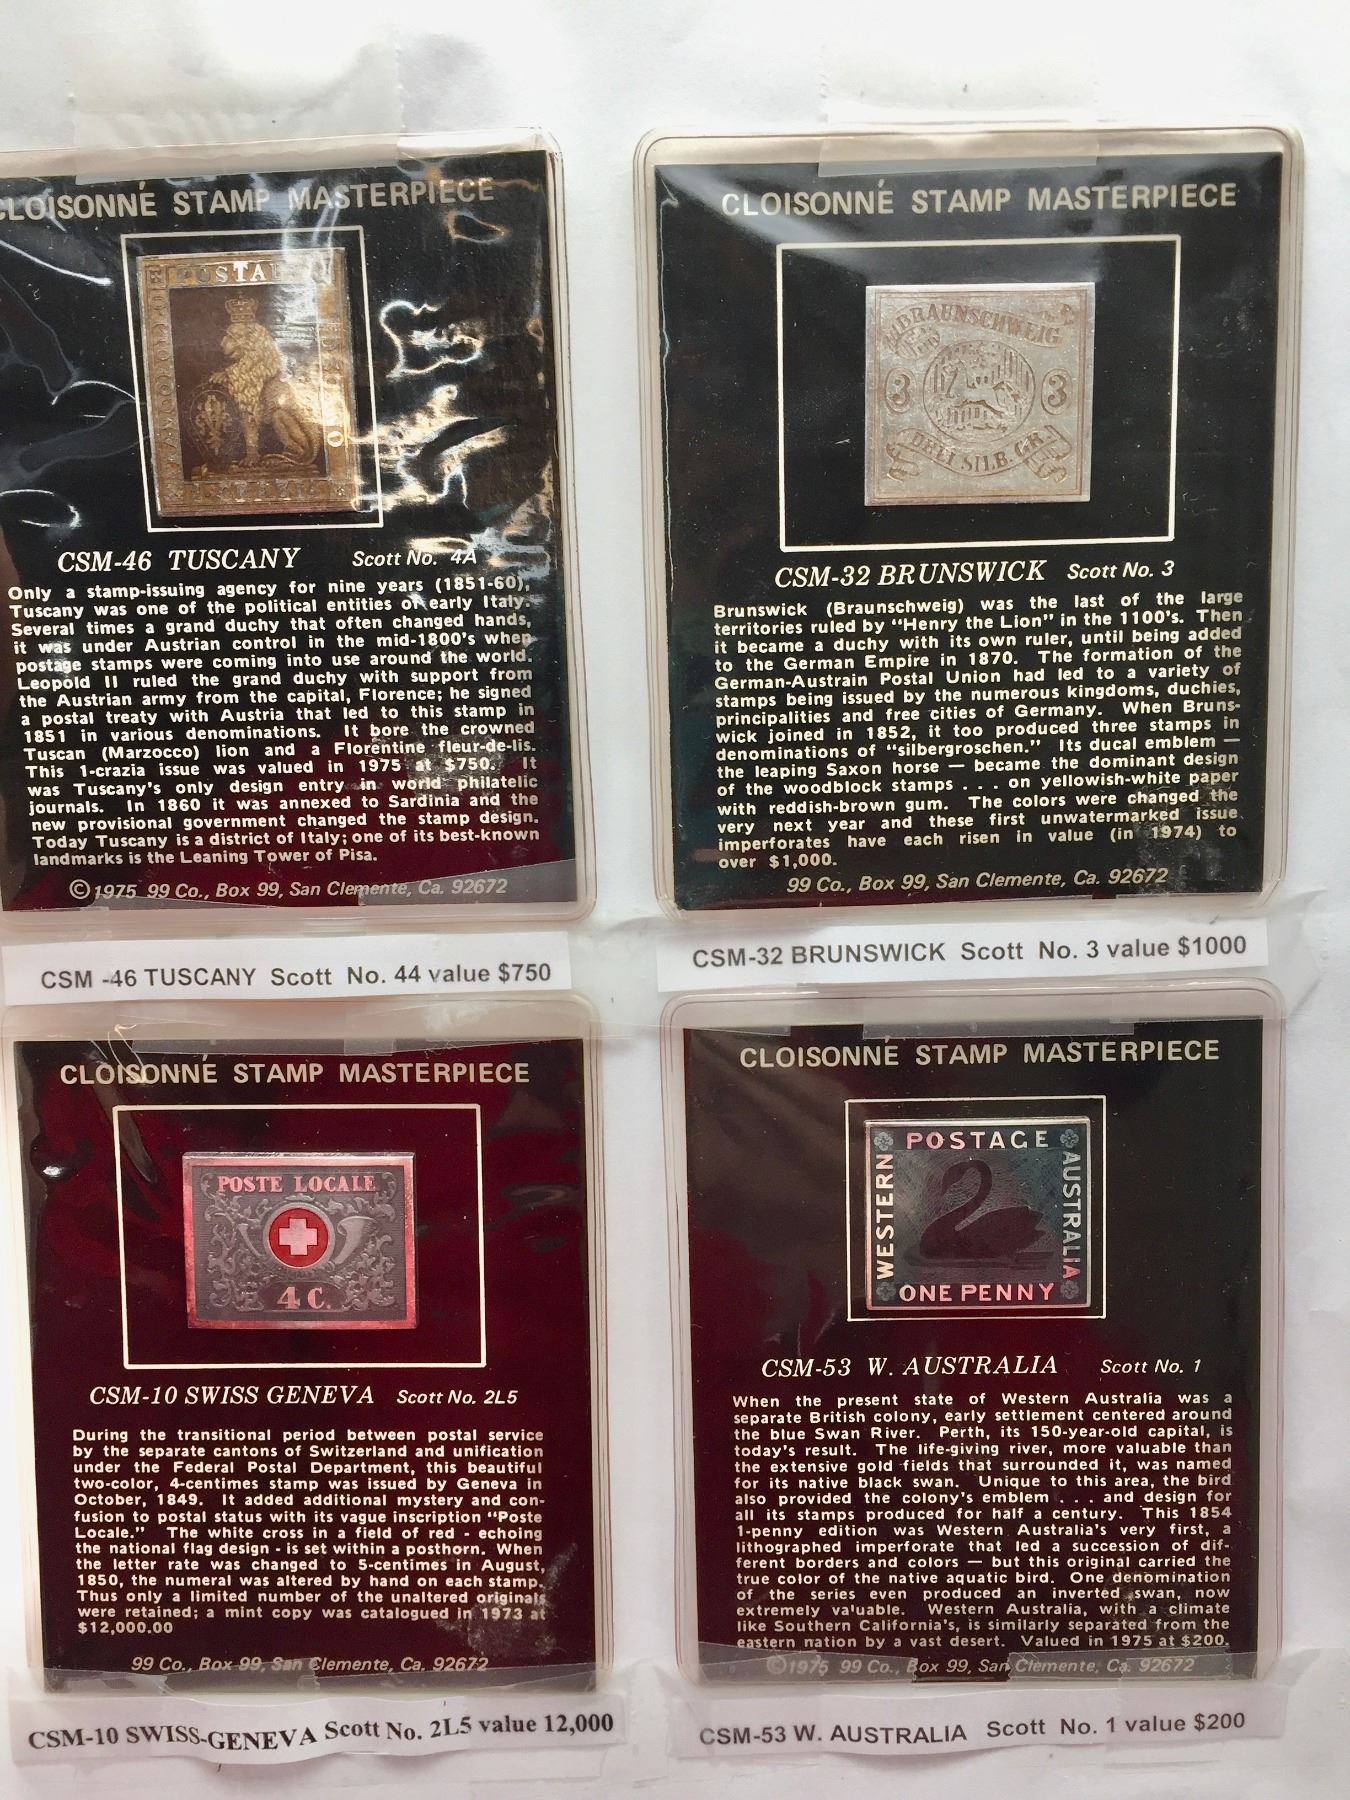 CLOISONNÉ STAMP MASTERPIECE
POSTAL
CSM-46 TUSCANY Scott No. 4A
Only a stamp-issuing agency for nine years (1851-60),
Tuscany was one of the political entities of early Italy.
Several times a grand duchy that often changed hands,
it was under Austrian control in the mid-1800's when
postage stamps were coming into use around the world.
Leopold II ruled the grand duchy with support from
the Austrian army from the capital, Florence; he signed
a postal treaty with Austria that led to this stamp in
1851 in various denominations. It bore the crowned
Tuscan (Marzocco) lion and a Florentine fleur-de-lis.
This 1-crazia issue was valued in 1975 at $750. It
was Tuscany's only design entry in world philatelic
journals. In 1860 it was annexed to Sardinia and the
new provisional government changed the stamp design.
Today Tuscany is a district of Italy; one of its best-known
landmarks is the Leaning Tower of Pisa.
©1975 99 Co., Box 99, San Clemente, Ca. 92672
CSM -46 TUSCANY Scott No. 44 value $750
CLOISONNÉ STAMP MASTERPIECE
BRAUNSCHWEIG
3 3
DREI SILB. GR.
CSM-32 BRUNSWICK Scott No. 3
Brunswick (Braunschweig) was the last of the large
territories ruled by "Henry the Lion" in the 1100's. Then
it became a duchy with its own ruler, until being added
to the German Empire in 1870. The formation of the
German-Austrain Postal Union had led to a variety of
stamps being issued by the numerous kingdoms, duchies,
principalities and free cities of Germany. When Bruns-
wick joined in 1852, it too produced three stamps in
denominations of "silbergroschen." Its ducal emblem —
the leaping Saxon horse — became the dominant design
of the woodblock stamps . . . on yellowish-white paper
with reddish-brown gum. The colors were changed the
very next year and these first unwatermarked issue
imperforates have each risen in value (in 1974) to
over $1,000.
99 Co., Box 99, San Clemente, Ca. 92672
CSM-32 BRUNSWICK Scott No. 3 value $1000
CLOISONNÉ STAMP MASTERPIECE
POSTE LOCALE
4 C.
CSM-10 SWISS GENEVA Scott No. 2L5
During the transitional period between postal service
by the separate cantons of Switzerland and unification
under the Federal Postal Department, this beautiful
two-color, 4-centimes stamp was issued by Geneva in
October, 1849. It added additional mystery and con-
fusion to postal status with its vague inscription "Poste
Locale." The white cross in a field of red - echoing
the national flag design - is set within a posthorn. When
the letter rate was changed to 5-centimes in August,
1850, the numeral was altered by hand on each stamp.
Thus only a limited number of the unaltered originals
were retained; a mint copy was catalogued in 1973 at
$12,000.00
99 Co., Box 99, San Clemente, Ca. 92672
CSM-10 SWISS-GENEVA Scott No. 2L5 value 12,000
CLOISONNÉ STAMP MASTERPIECE
POSTAGE
WESTERN
AUSTRALIA
ONE PENNY
CSM-53 W. AUSTRALIA Scott No. 1
When the present state of Western Australia was a
separate British colony, early settlement centered around
the blue Swan River. Perth, its 150-year-old capital, is
today's result. The life-giving river, more valuable than
the extensive gold fields that surrounded it, was named
for its native black swan. Unique to this area, the bird
also provided the colony's emblem . . . and design for
all its stamps produced for half a century. This 1854
1-penny edition was Western Australia's very first, a
lithographed imperforate that led a succession of dif-
ferent borders and colors — but this original carried the
true color of the native aquatic bird. One denomination
of the series even produced an inverted swan, now
extremely valuable. Western Australia, with a climate
like Southern California's, is similarly separated from the
eastern nation by a vast desert. Valued in 1975 at $200.
©1975 99 Co., Box 99, San Clemente, Ca. 92672
CSM-53 W. AUSTRALIA Scott No. 1 value $200